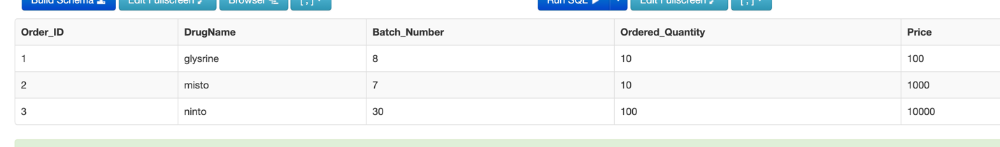 Build Schema Edit Fullscreen Browser [ ; ] Run SQL Edit Fullscreen [ ; ]
Order_ID DrugName Batch_Number Ordered_Quantity Price
1 glysrine 8 10 100
2 misto 7 10 1000
3 ninto 30 100 10000